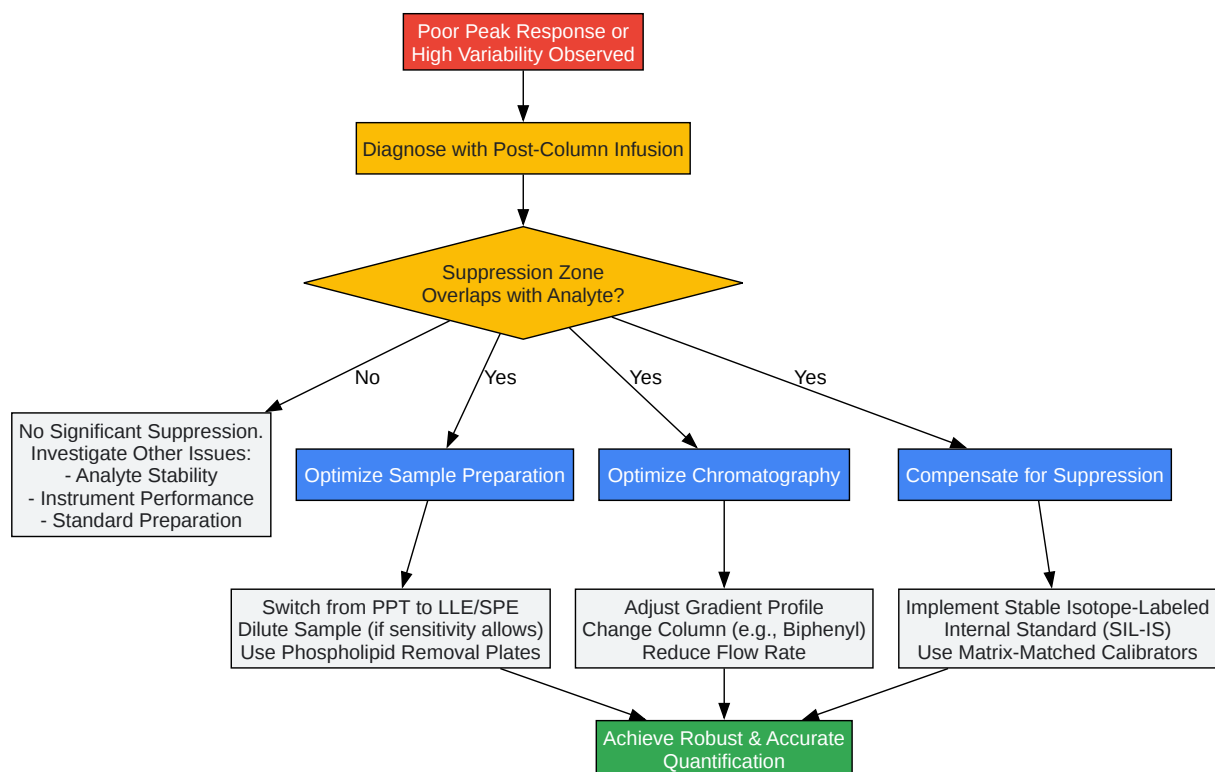 Poor Peak Response or
High Variability Observed
Diagnose with Post-Column Infusion
Suppression Zone
Overlaps with Analyte?
No
Yes
Yes
Yes
No Significant Suppression.
Investigate Other Issues:
- Analyte Stability
- Instrument Performance
- Standard Preparation
Optimize Sample Preparation
Optimize Chromatography
Compensate for Suppression
Switch from PPT to LLE/SPE
Dilute Sample (if sensitivity allows)
Use Phospholipid Removal Plates
Adjust Gradient Profile
Change Column (e.g., Biphenyl)
Reduce Flow Rate
Implement Stable Isotope-Labeled
Internal Standard (SIL-IS)
Use Matrix-Matched Calibrators
Achieve Robust & Accurate
Quantification